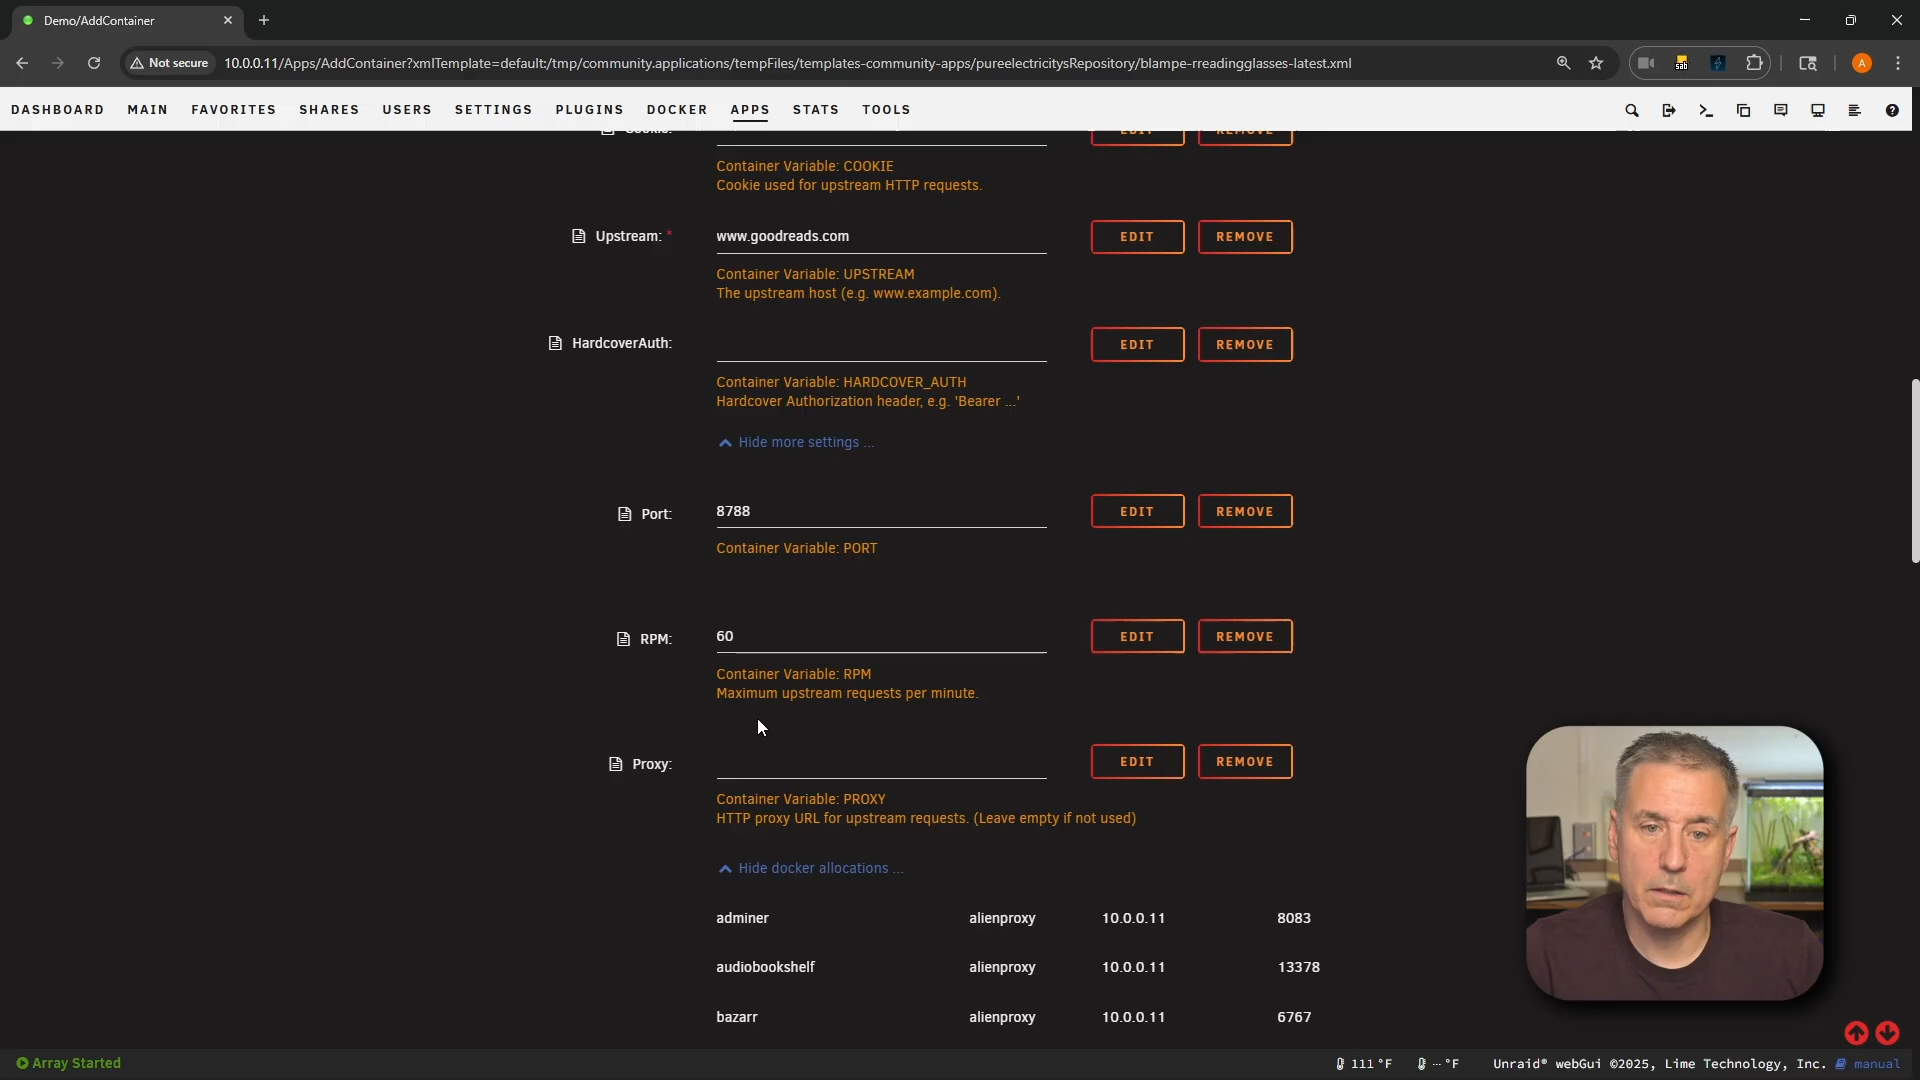 Demo/AddContainer
Not secure
10.0.0.11/Apps/AddContainer?xmlTemplate=default:/tmp/community.applications/tempFiles/templates-community-apps/pureelectricitysRepository/blampe-rreadingglasses-latest.xml
sab
A
DASHBOARD MAIN FAVORITES SHARES USERS SETTINGS PLUGINS DOCKER APPS STATS TOOLS
Cookie: EDIT REMOVE
Container Variable: COOKIE
Cookie used for upstream HTTP requests.
Upstream: * www.goodreads.com EDIT REMOVE
Container Variable: UPSTREAM
The upstream host (e.g. www.example.com).
HardcoverAuth: EDIT REMOVE
Container Variable: HARDCOVER_AUTH
Hardcover Authorization header, e.g. 'Bearer ...'
Hide more settings ...
Port: 8788 EDIT REMOVE
Container Variable: PORT
RPM: 60 EDIT REMOVE
Container Variable: RPM
Maximum upstream requests per minute.
Proxy: EDIT REMOVE
Container Variable: PROXY
HTTP proxy URL for upstream requests. (Leave empty if not used)
Hide docker allocations ...
adminer alienproxy 10.0.0.11 8083
audiobookshelf alienproxy 10.0.0.11 13378
bazarr alienproxy 10.0.0.11 6767
Array Started 111 °F -- °F Unraid® webGui ©2025, Lime Technology, Inc. manual